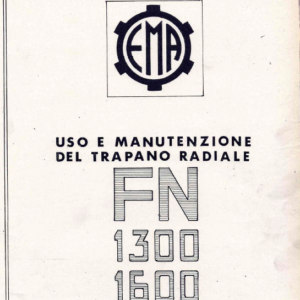 EMA
USO E MANUTENZIONE
DEL TRAPANO RADIALE
FN
1300
1600